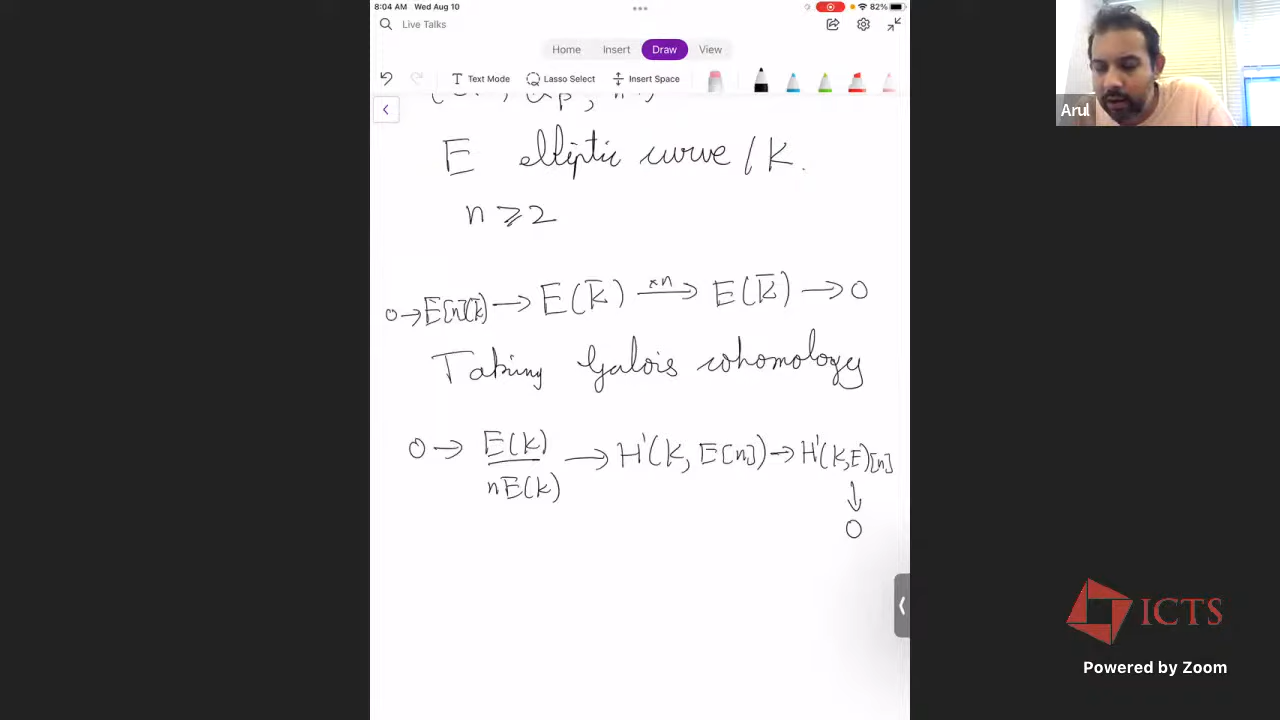 8:04 AM Wed Aug 10
82%
Live Talks
Home Insert Draw View
Text Mode Lasso Select Insert Space
E elliptic curve / K.
n ⩾ 2
0 → E[n](K̅) → E(K̅) —×n→ E(K̅) → 0
Taking Galois cohomology
0 → E(K)/nE(K) → H¹(K, E[n]) → H¹(K,E)[n]
↓
0
Arul
ICTS
Powered by Zoom